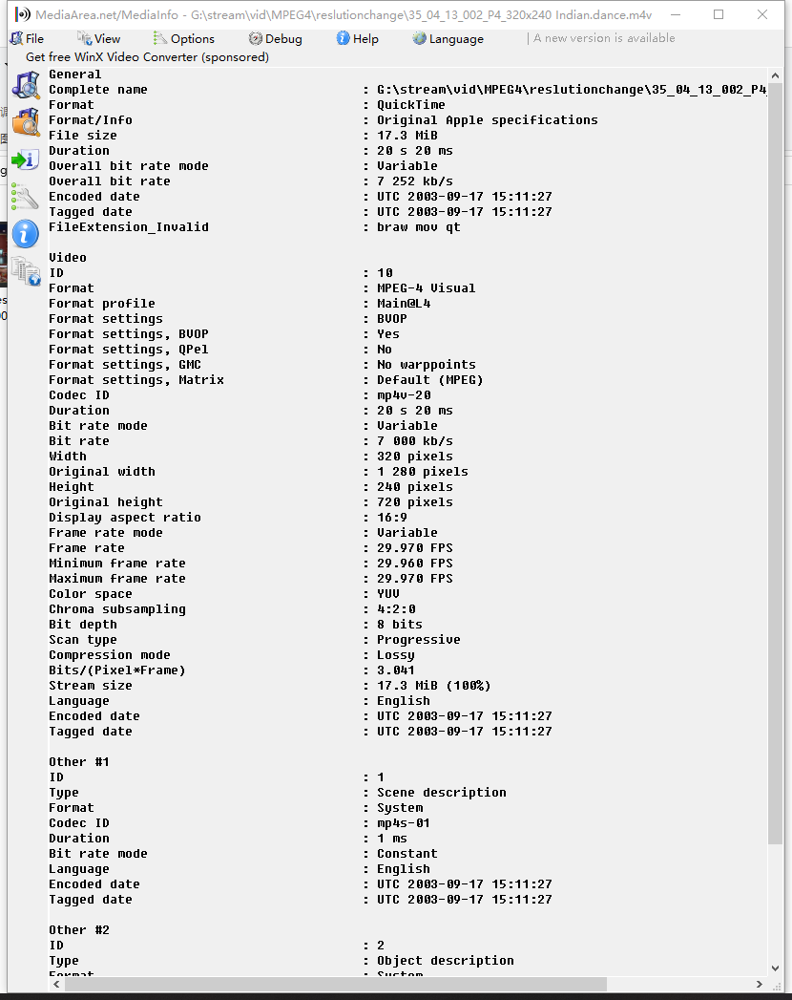 MediaArea.net/MediaInfo - G:\stream\vid\MPEG4\reslutionchange\35_04_13_002_P4_320x240 Indian.dance.m4v
File View Options Debug Help Language | A new version is available
Get free WinX Video Converter (sponsored)
General
Complete name : G:\stream\vid\MPEG4\reslutionchange\35_04_13_002_P4_
Format : QuickTime
Format/Info : Original Apple specifications
File size : 17.3 MiB
Duration : 20 s 20 ms
Overall bit rate mode : Variable
Overall bit rate : 7 252 kb/s
Encoded date : UTC 2003-09-17 15:11:27
Tagged date : UTC 2003-09-17 15:11:27
FileExtension_Invalid : braw mov qt
Video
ID : 10
Format : MPEG-4 Visual
Format profile : Main@L4
Format settings : BVOP
Format settings, BVOP : Yes
Format settings, QPel : No
Format settings, GMC : No warppoints
Format settings, Matrix : Default (MPEG)
Codec ID : mp4v-20
Duration : 20 s 20 ms
Bit rate mode : Variable
Bit rate : 7 000 kb/s
Width : 320 pixels
Original width : 1 280 pixels
Height : 240 pixels
Original height : 720 pixels
Display aspect ratio : 16:9
Frame rate mode : Variable
Frame rate : 29.970 FPS
Minimum frame rate : 29.960 FPS
Maximum frame rate : 29.970 FPS
Color space : YUV
Chroma subsampling : 4:2:0
Bit depth : 8 bits
Scan type : Progressive
Compression mode : Lossy
Bits/(Pixel*Frame) : 3.041
Stream size : 17.3 MiB (100%)
Language : English
Encoded date : UTC 2003-09-17 15:11:27
Tagged date : UTC 2003-09-17 15:11:27
Other #1
ID : 1
Type : Scene description
Format : System
Codec ID : mp4s-01
Duration : 1 ms
Bit rate mode : Constant
Language : English
Encoded date : UTC 2003-09-17 15:11:27
Tagged date : UTC 2003-09-17 15:11:27
Other #2
ID : 2
Type : Object description
Format : System